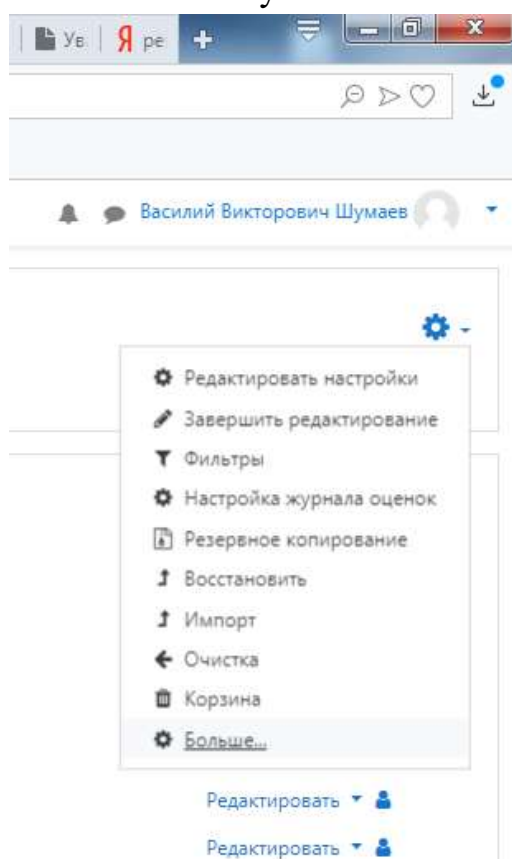 Ув Я ре
Василий Викторович Шумаев
Редактировать настройки
Завершить редактирование
Фильтры
Настройка журнала оценок
Резервное копирование
Восстановить
Импорт
Очистка
Корзина
Больше...
Редактировать
Редактировать